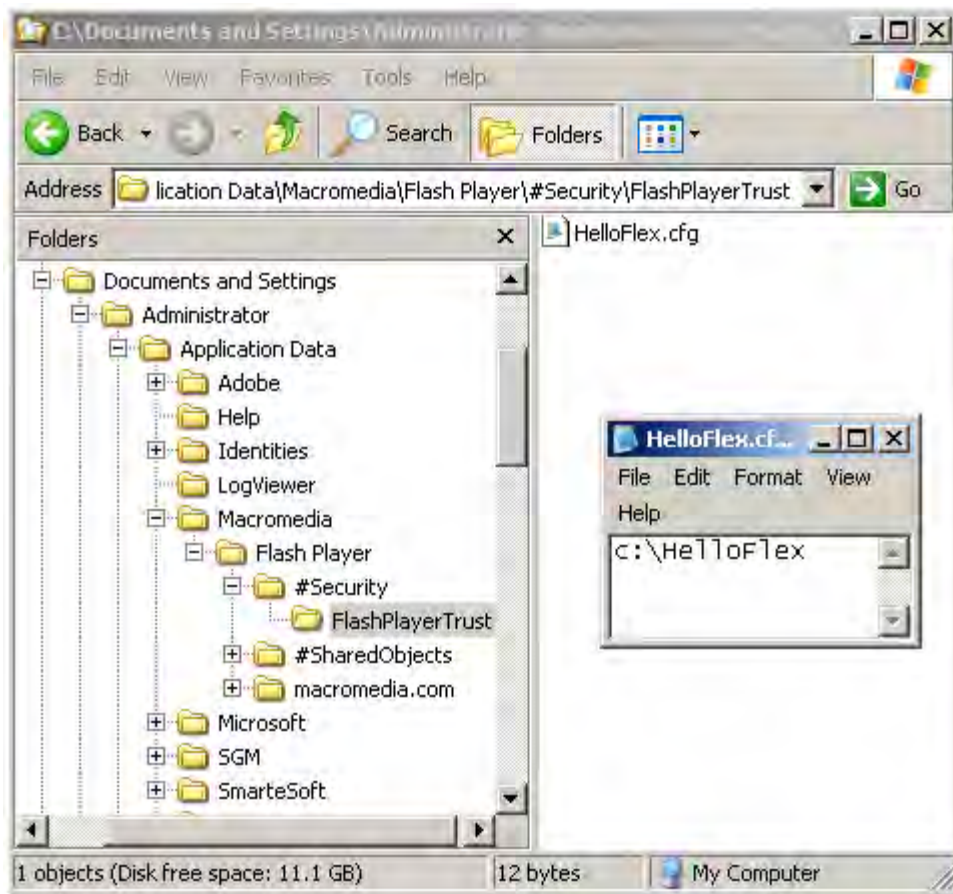 C:\Documents and Settings\Administrator
File Edit View Favorites Tools Help
Back Search Folders
Address lication Data\Macromedia\Flash Player\#Security\FlashPlayerTrust Go
Folders
HelloFlex.cfg
Documents and Settings
Administrator
Application Data
Adobe
Help
Identities
LogViewer
Macromedia
Flash Player
#Security
FlashPlayerTrust
#SharedObjects
macromedia.com
Microsoft
SGM
SmarteSoft
HelloFlex.cf...
File Edit Format View
Help
c:\HelloFlex
1 objects (Disk free space: 11.1 GB) 12 bytes My Computer